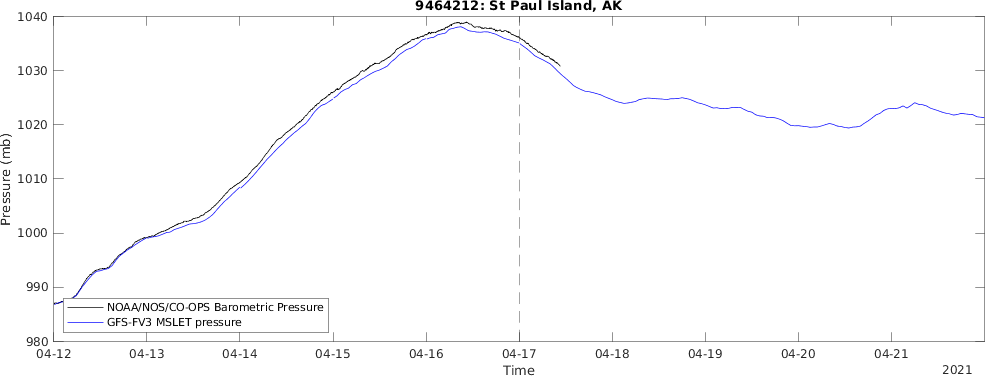 9464212: St Paul Island, AK
1040
1030
1020
1010
1000
990
980
Pressure (mb)
NOAA/NOS/CO-OPS Barometric Pressure
GFS-FV3 MSLET pressure
04-12 04-13 04-14 04-15 04-16 04-17 04-18 04-19 04-20 04-21
Time
2021